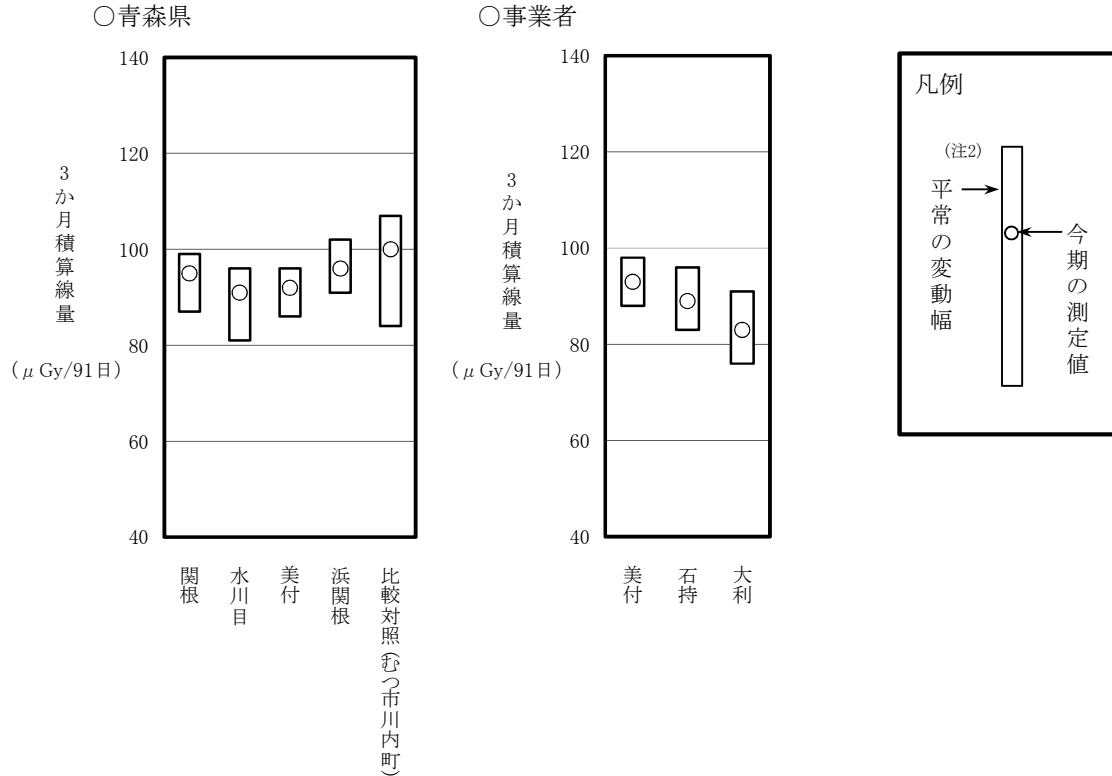 ○青森県
140
120
100
80
60
40
3か月積算線量
(μGy/91日)
関根
水川目
美付
浜関根
比較対照(むつ市川内町)
○事業者
140
120
100
80
60
40
3か月積算線量
(μGy/91日)
美付
石持
大利
凡例
(注2)
平常の変動幅
今期の測定値